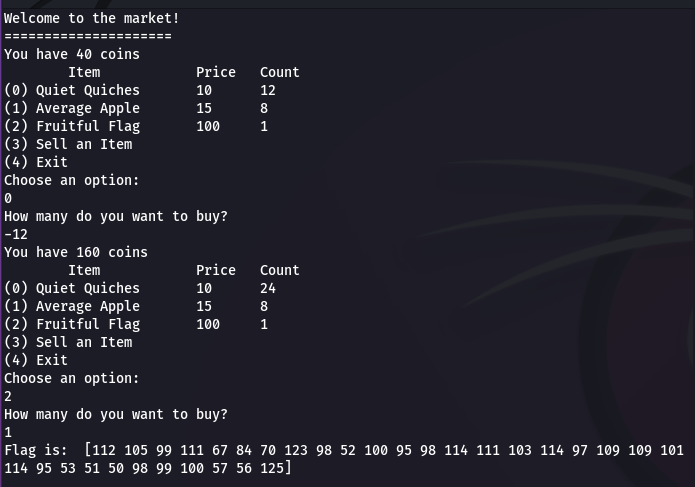 Welcome to the market!
=====================
You have 40 coins
        Item            Price   Count
(0) Quiet Quiches       10      12
(1) Average Apple       15      8
(2) Fruitful Flag       100     1
(3) Sell an Item
(4) Exit
Choose an option:
0
How many do you want to buy?
-12
You have 160 coins
        Item            Price   Count
(0) Quiet Quiches       10      24
(1) Average Apple       15      8
(2) Fruitful Flag       100     1
(3) Sell an Item
(4) Exit
Choose an option:
2
How many do you want to buy?
1
Flag is:  [112 105 99 111 67 84 70 123 98 52 100 95 98 114 111 103 114 97 109 109 101
114 95 53 51 50 98 99 100 57 56 125]